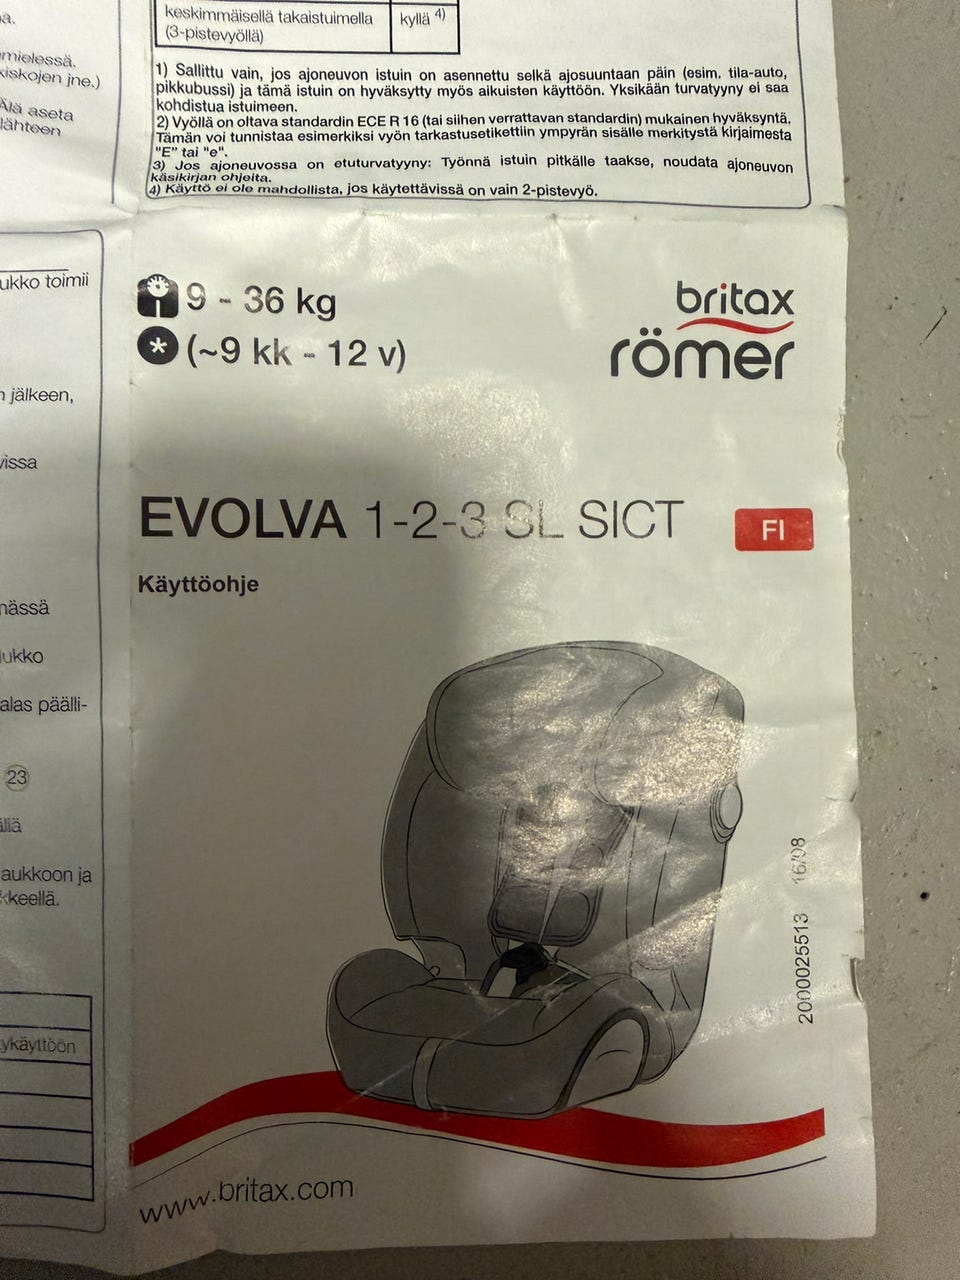 keskimmäisellä takaistuimella
(3-pistevyöllä)
kyllä 4)
1) Sallittu vain, jos ajoneuvon istuin on asennettu selkä ajosuuntaan päin (esim. tila-auto,
pikkubussi) ja tämä istuin on hyväksytty myös aikuisten käyttöön. Yksikään turvatyyny ei saa
kohdistua istuimeen.
2) Vyöllä on oltava standardin ECE R 16 (tai siihen verrattavan standardin) mukainen hyväksyntä.
Tämän voi tunnistaa esimerkiksi vyön tarkastusetikettiin ympyrän sisälle merkitystä kirjaimesta
"E" tai "e".
3) Jos ajoneuvossa on etuturvatyyny: Työnnä istuin pitkälle taakse, noudata ajoneuvon
käsikirjan ohjeita.
4) Käyttö ei ole mahdollista, jos käytettävissä on vain 2-pistevyö.
mielessä.
kiskojen jne.)
Älä aseta
lähteen
ukko toimii
jälkeen,
vissa
nässä
lukko
alas päälli-
23
aukkoon ja
keellä.
ykäyttöön
9 - 36 kg
(~9 kk - 12 v)
britax
römer
EVOLVA 1-2-3 SL SICT
FI
Käyttöohje
2000025513 16/08
www.britax.com